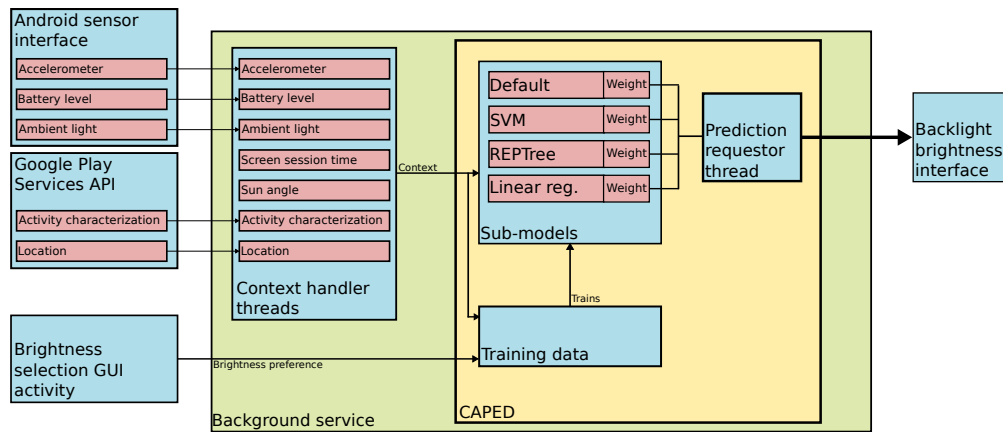 Android sensor
interface
Accelerometer
Battery level
Ambient light
Google Play
Services API
Activity characterization
Location
Brightness
selection GUI
activity
Accelerometer
Battery level
Ambient light
Screen session time
Sun angle
Activity characterization
Location
Context handler
threads
Context
Brightness preference
Background service
Default Weight
SVM Weight
REPTree Weight
Linear reg. Weight
Sub-models
Trains
Training data
CAPED
Prediction
requestor
thread
Backlight
brightness
interface